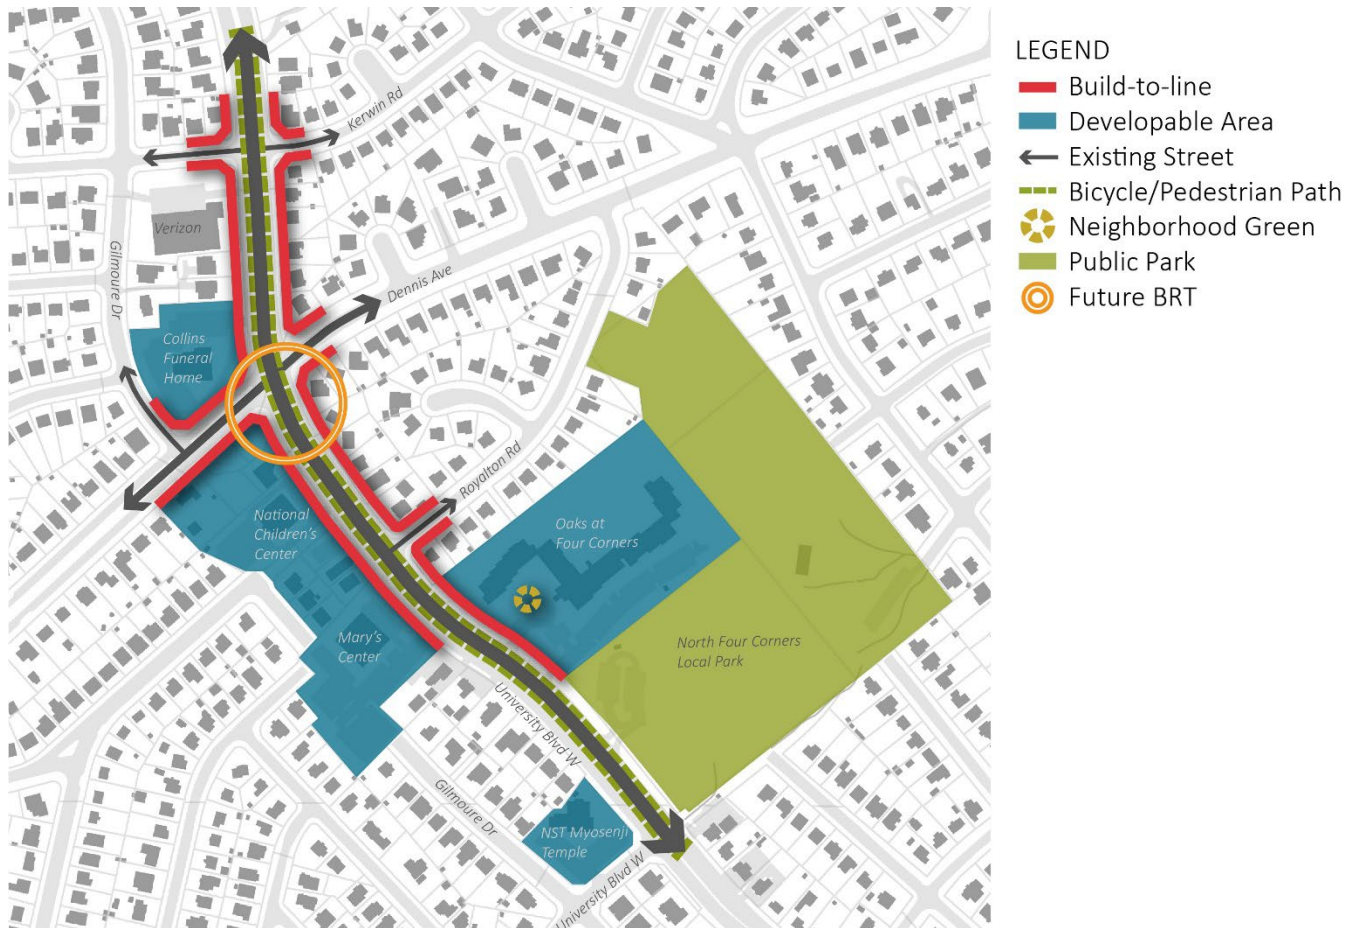 LEGEND
Build-to-line
Developable Area
Existing Street
Bicycle/Pedestrian Path
Neighborhood Green
Public Park
Future BRT
Kerwin Rd
Verizon
Gilmoure Dr
Dennis Ave
Collins
Funeral
Home
Royalton Rd
National
Children's
Center
Oaks at
Four Corners
Mary's
Center
North Four Corners
Local Park
University Blvd W
Gilmoure Dr
NST Myosenji
Temple
University Blvd W